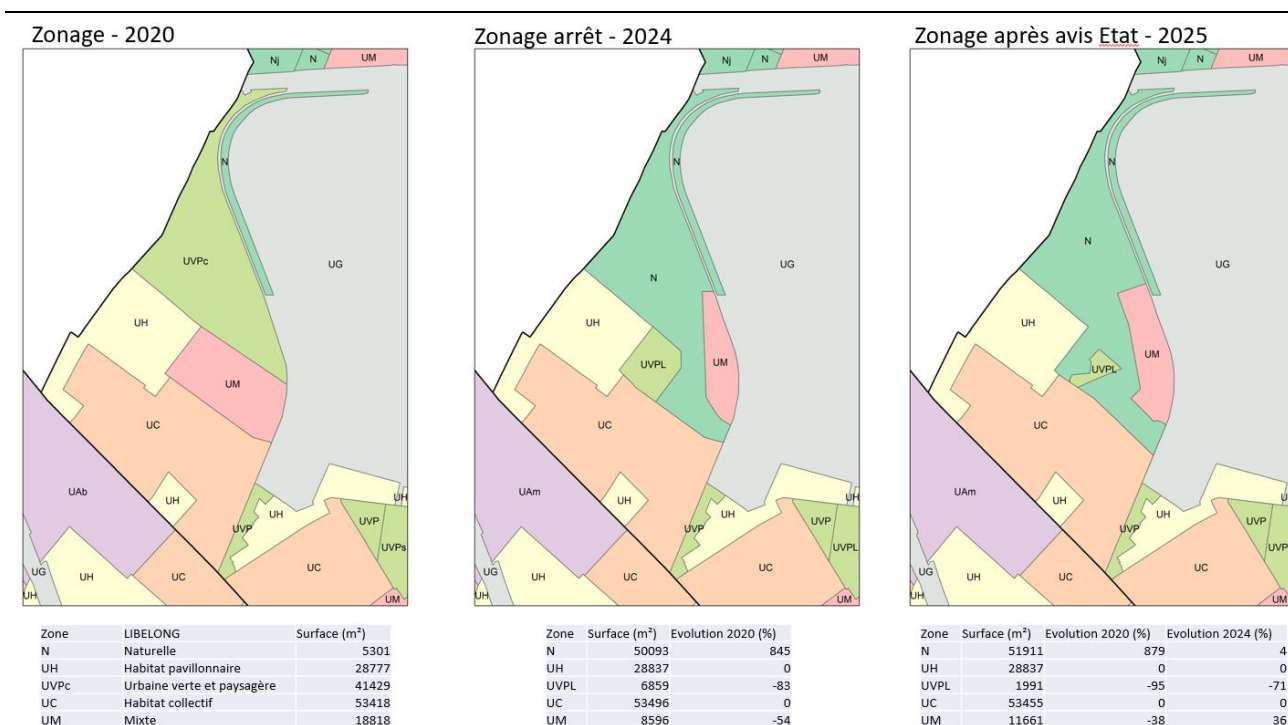 Zonage - 2020
Nj N UM
N
UVPc
UG
UH
UM
UC
UAb
UH
UVP
UH
UH
UVP
UVPs
UG
UH
UC
UC
UH
UM
Zone LIBELONG Surface (m²)
N Naturelle 5301
UH Habitat pavillonnaire 28777
UVPc Urbaine verte et paysagère 41429
UC Habitat collectif 53418
UM Mixte 18818
Zonage arrêt - 2024
Nj N UM
N
UG
N
UH
UVPL
UM
UC
UAm
UH
UVP
UH
UH
UVP
UVPL
UG
UH
UC
UC
UH
UM
Zone Surface (m²) Evolution 2020 (%)
N 50093 845
UH 28837 0
UVPL 6859 -83
UC 53496 0
UM 8596 -54
Zonage après avis Etat - 2025
Nj N UM
N
N
UG
UH
UM
UVPL
UC
UAm
UH
UVP
UH
UH
UVP
UVP
UG
UH
UC
UC
UH
UM
Zone Surface (m²) Evolution 2020 (%) Evolution 2024 (%)
N 51911 879 4
UH 28837 0 0
UVPL 1991 -95 -71
UC 53455 0 0
UM 11661 -38 36